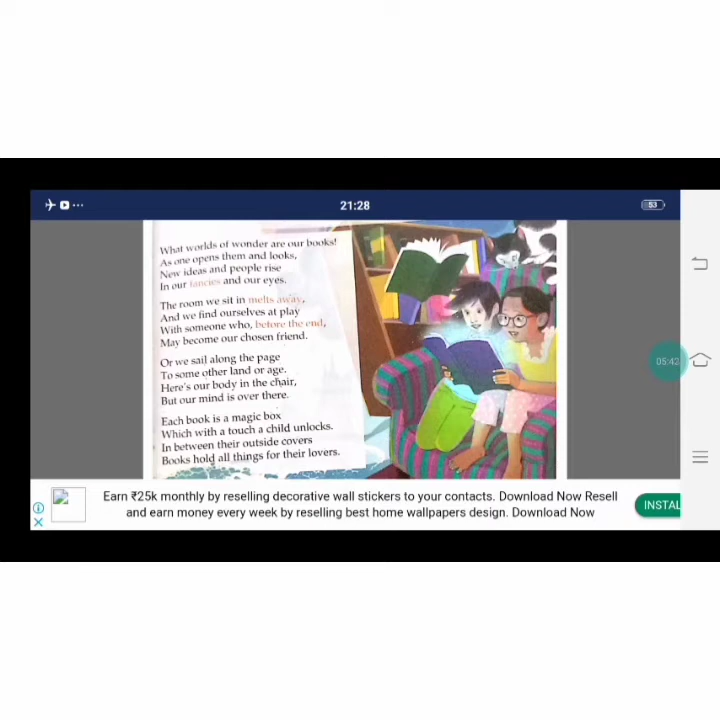 21:28
53
What worlds of wonder are our books!
As one opens them and looks,
New ideas and people rise
In our fancies and our eyes.
The room we sit in melts away,
And we find ourselves at play
With someone who, before the end,
May become our chosen friend.
Or we sail along the page
To some other land or age.
Here's our body in the chair,
But our mind is over there.
Each book is a magic box
Which with a touch a child unlocks.
In between their outside covers
Books hold all things for their lovers.
05:42
Earn ₹25k monthly by reselling decorative wall stickers to your contacts. Download Now Resell
and earn money every week by reselling best home wallpapers design. Download Now
INSTAL